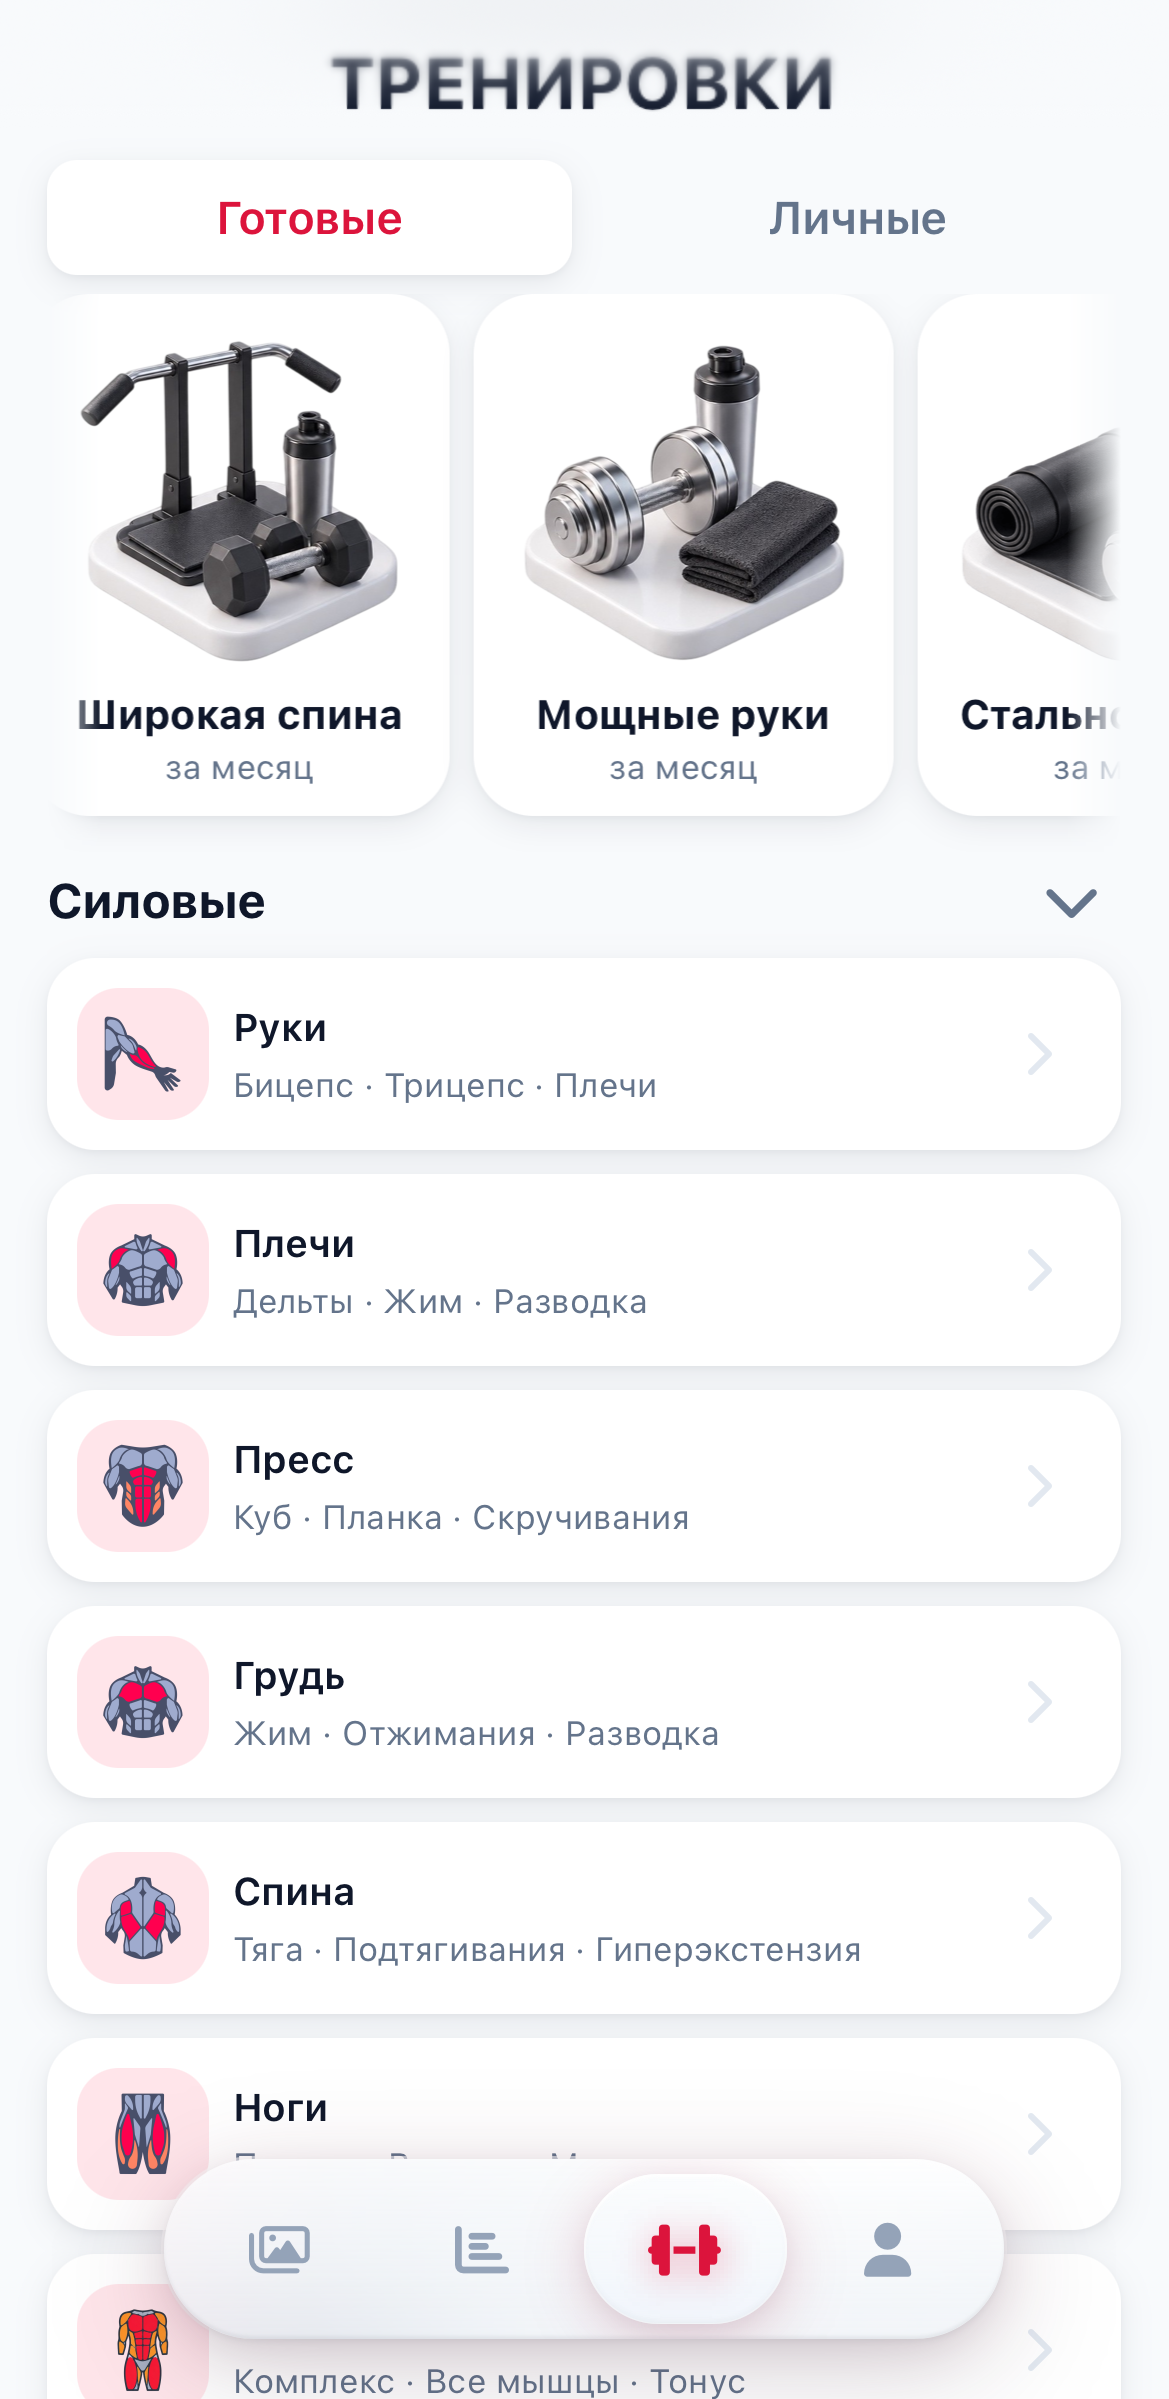 ТРЕНИРОВКИ
Готовые
Личные
Широкая спина
за месяц
Мощные руки
за месяц
за
Силовые
Руки
Бицепс · Трицепс · Плечи
Плечи
Дельты · Жим · Разводка
Пресс
Куб · Планка · Скручивания
Грудь
Жим · Отжимания · Разводка
Спина
Тяга · Подтягивания · Гиперэкстензия
Ноги
Комплекс · Все мышцы · Тонус